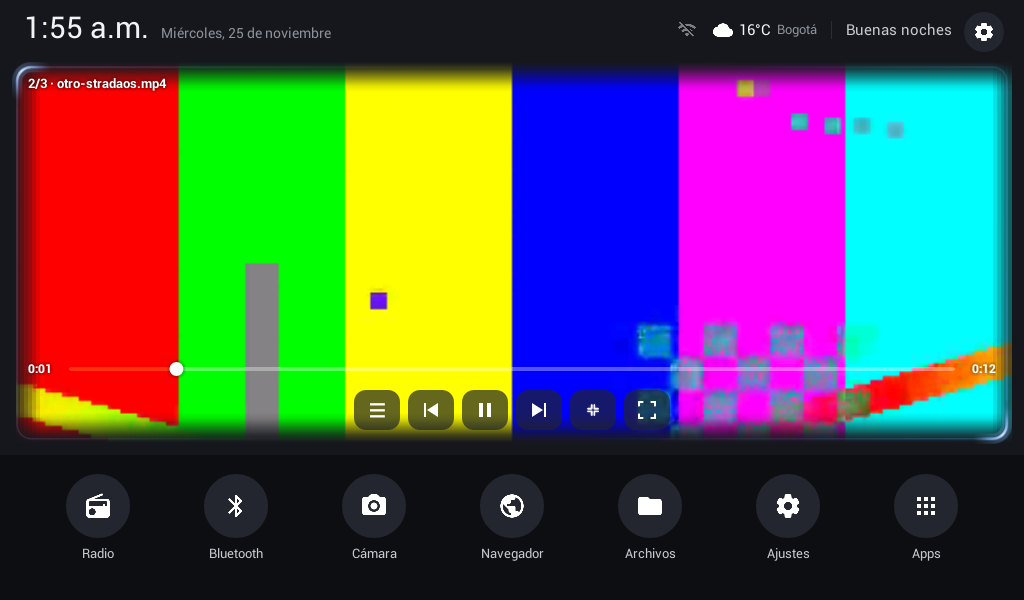 1:55 a.m. Miércoles, 25 de noviembre
16°C Bogotá
Buenas noches
2/3 · otro-stradaos.mp4
0:01
0:12
Radio
Bluetooth
Cámara
Navegador
Archivos
Ajustes
Apps